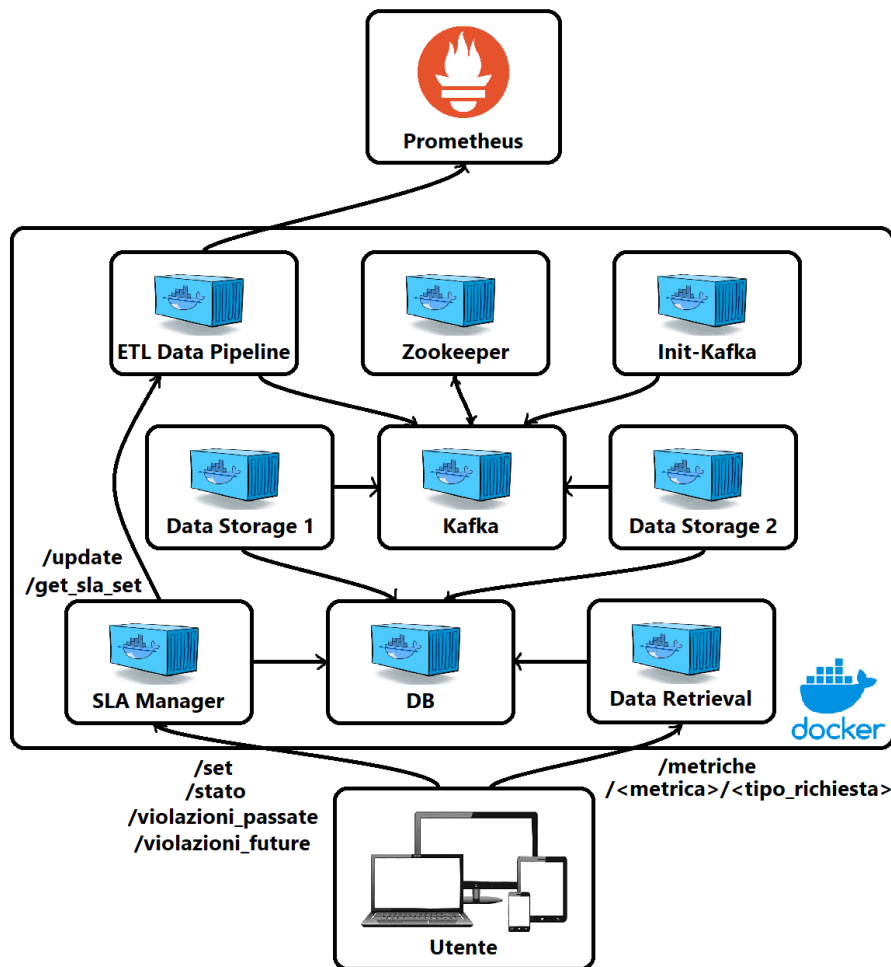 Prometheus
ETL Data Pipeline
Zookeeper
Init-Kafka
Data Storage 1
Kafka
Data Storage 2
/update
/get_sla_set
SLA Manager
DB
Data Retrieval
docker
/set
/stato
/violazioni_passate
/violazioni_future
/metriche
/<metrica>/<tipo_richiesta>
Utente